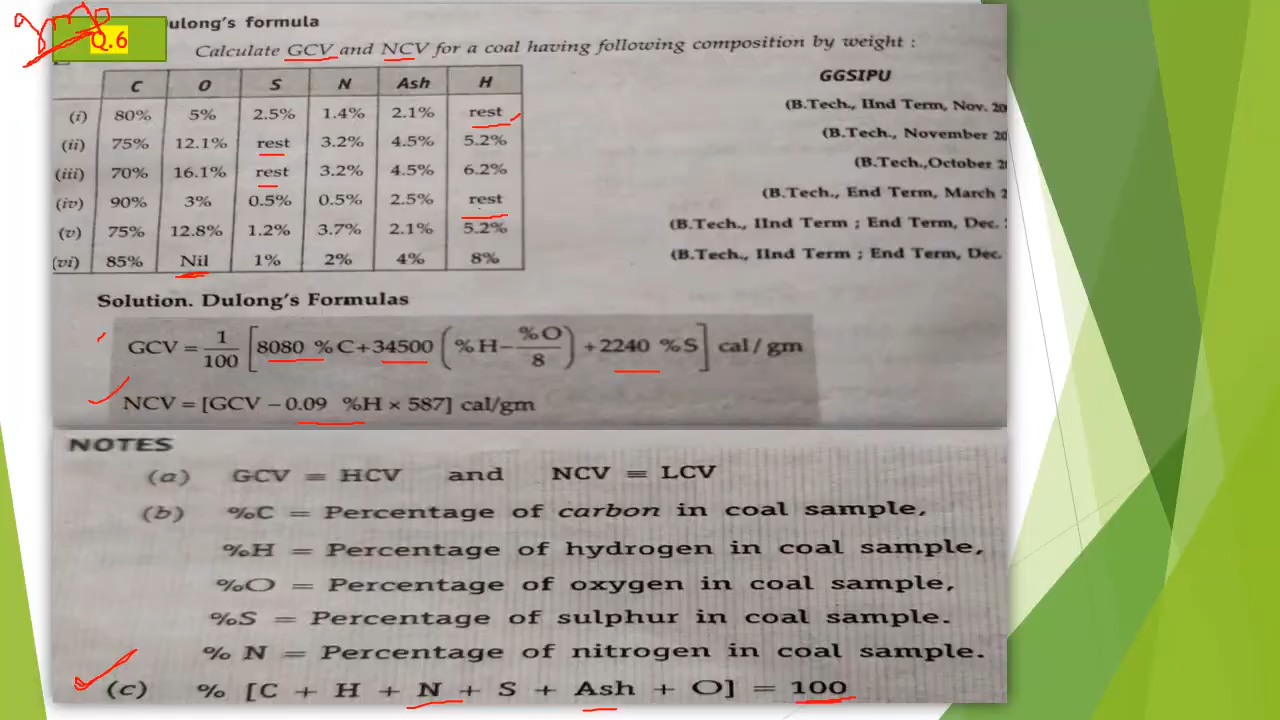 Q.6
ulong's formula
Calculate GCV and NCV for a coal having following composition by weight :
GGSIPU
C O S N Ash H
(i) 80% 5% 2.5% 1.4% 2.1% rest (B.Tech., IInd Term, Nov. 20
(ii) 75% 12.1% rest 3.2% 4.5% 5.2% (B.Tech., November 20
(iii) 70% 16.1% rest 3.2% 4.5% 6.2% (B.Tech.,October 2
(iv) 90% 3% 0.5% 0.5% 2.5% rest (B.Tech., End Term, March 2
(v) 75% 12.8% 1.2% 3.7% 2.1% 5.2% (B.Tech., IInd Term ; End Term, Dec.
(vi) 85% Nil 1% 2% 4% 8% (B.Tech., IInd Term ; End Term, Dec.
Solution. Dulong's Formulas
GCV = 1/100 [8080 %C+34500 (%H−%O/8) +2240 %S] cal/gm
NCV = [GCV − 0.09 %H × 587] cal/gm
NOTES
(a) GCV ≡ HCV and NCV ≡ LCV
(b) %C = Percentage of carbon in coal sample,
%H = Percentage of hydrogen in coal sample,
%O = Percentage of oxygen in coal sample,
%S = Percentage of sulphur in coal sample.
% N = Percentage of nitrogen in coal sample.
(c) % [C + H + N + S + Ash + O] = 100